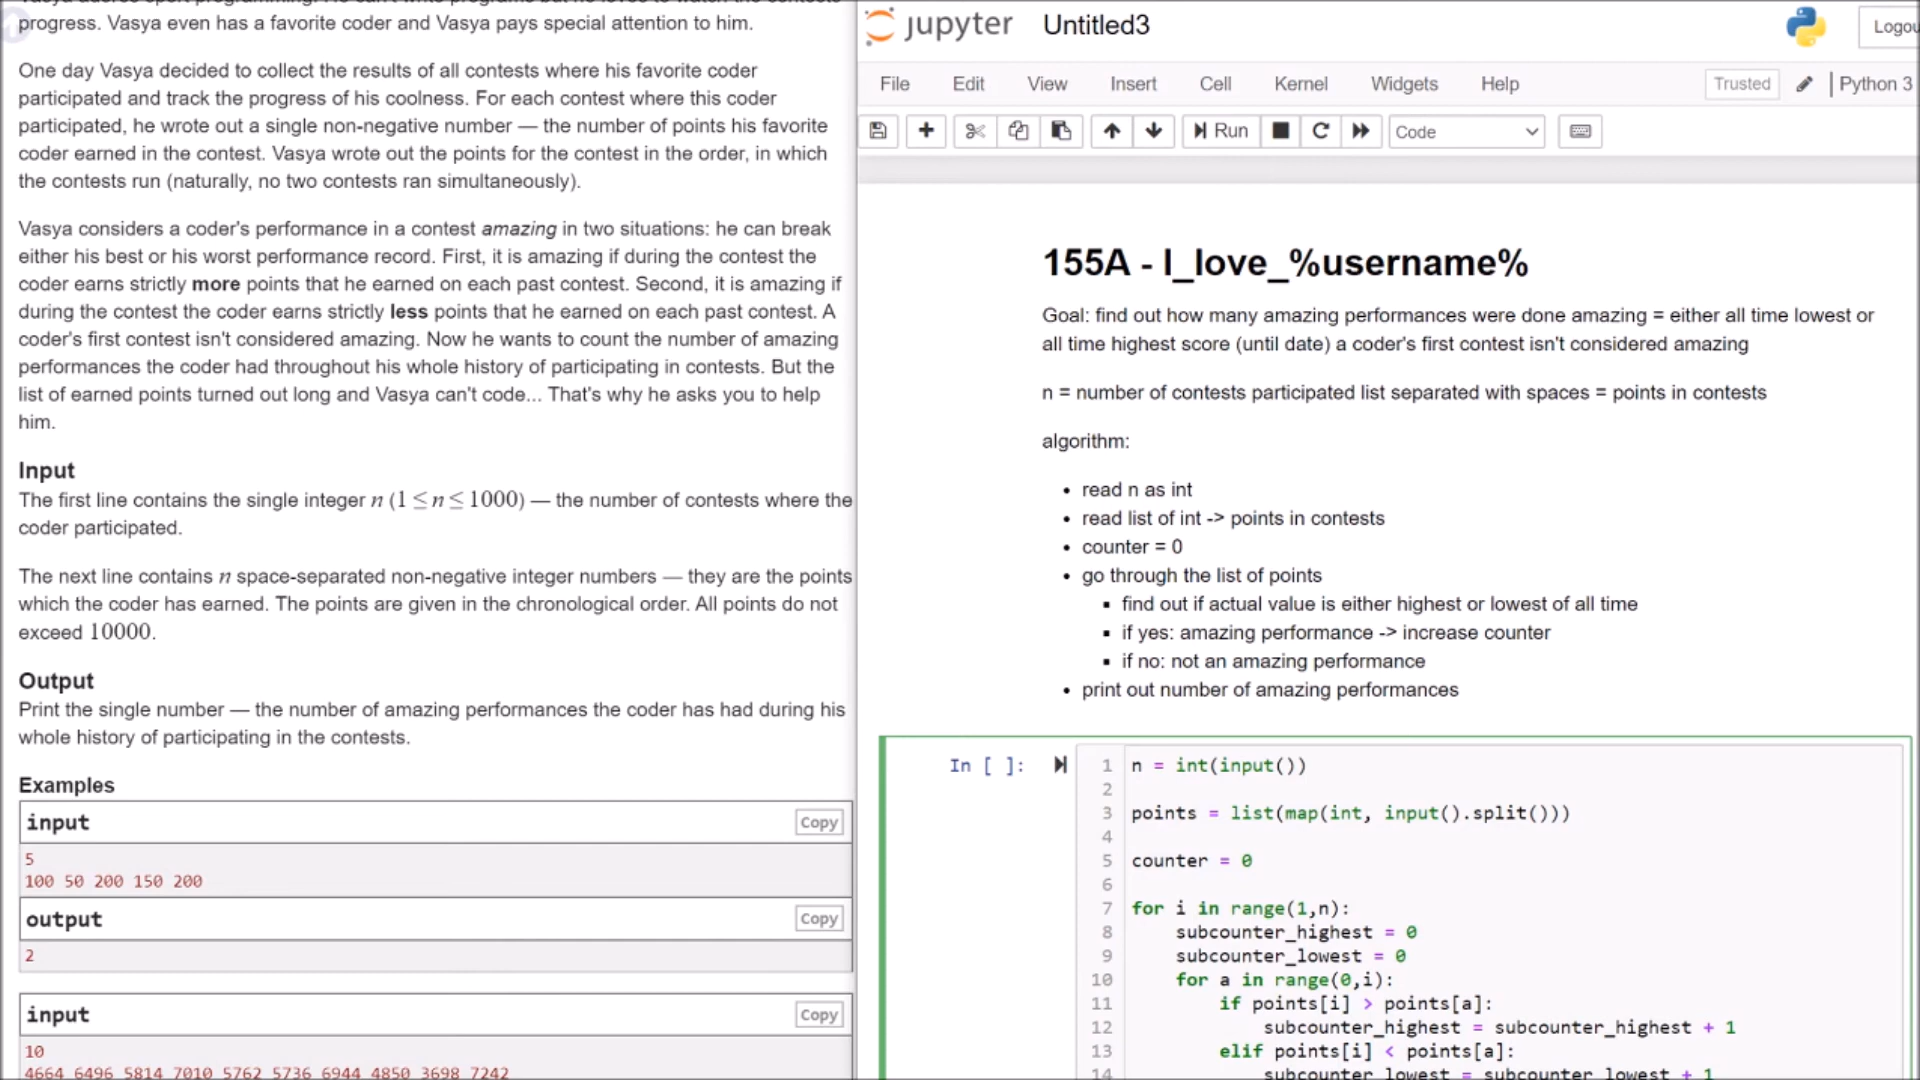 progress. Vasya even has a favorite coder and Vasya pays special attention to him.
One day Vasya decided to collect the results of all contests where his favorite coder
participated and track the progress of his coolness. For each contest where this coder
participated, he wrote out a single non-negative number — the number of points his favorite
coder earned in the contest. Vasya wrote out the points for the contest in the order, in which
the contests run (naturally, no two contests ran simultaneously).
Vasya considers a coder's performance in a contest amazing in two situations: he can break
either his best or his worst performance record. First, it is amazing if during the contest the
coder earns strictly more points that he earned on each past contest. Second, it is amazing if
during the contest the coder earns strictly less points that he earned on each past contest. A
coder's first contest isn't considered amazing. Now he wants to count the number of amazing
performances the coder had throughout his whole history of participating in contests. But the
list of earned points turned out long and Vasya can't code... That's why he asks you to help
him.
Input
The first line contains the single integer n (1 ≤ n ≤ 1000) — the number of contests where the
coder participated.
The next line contains n space-separated non-negative integer numbers — they are the points
which the coder has earned. The points are given in the chronological order. All points do not
exceed 10000.
Output
Print the single number — the number of amazing performances the coder has had during his
whole history of participating in the contests.
Examples
input Copy
5
100 50 200 150 200
output Copy
2
input Copy
10
4664 6496 5814 7010 5762 5736 6944 4850 3698 7242
jupyter Untitled3
Logou
File Edit View Insert Cell Kernel Widgets Help Trusted Python 3
Run Code
155A - I_love_%username%
Goal: find out how many amazing performances were done amazing = either all time lowest or
all time highest score (until date) a coder's first contest isn't considered amazing
n = number of contests participated list separated with spaces = points in contests
algorithm:
• read n as int
• read list of int -> points in contests
• counter = 0
• go through the list of points
▪ find out if actual value is either highest or lowest of all time
▪ if yes: amazing performance -> increase counter
▪ if no: not an amazing performance
• print out number of amazing performances
In [ ]: 1 n = int(input())
2
3 points = list(map(int, input().split()))
4
5 counter = 0
6
7 for i in range(1,n):
8 subcounter_highest = 0
9 subcounter_lowest = 0
10 for a in range(0,i):
11 if points[i] > points[a]:
12 subcounter_highest = subcounter_highest + 1
13 elif points[i] < points[a]:
14 subcounter_lowest = subcounter_lowest + 1